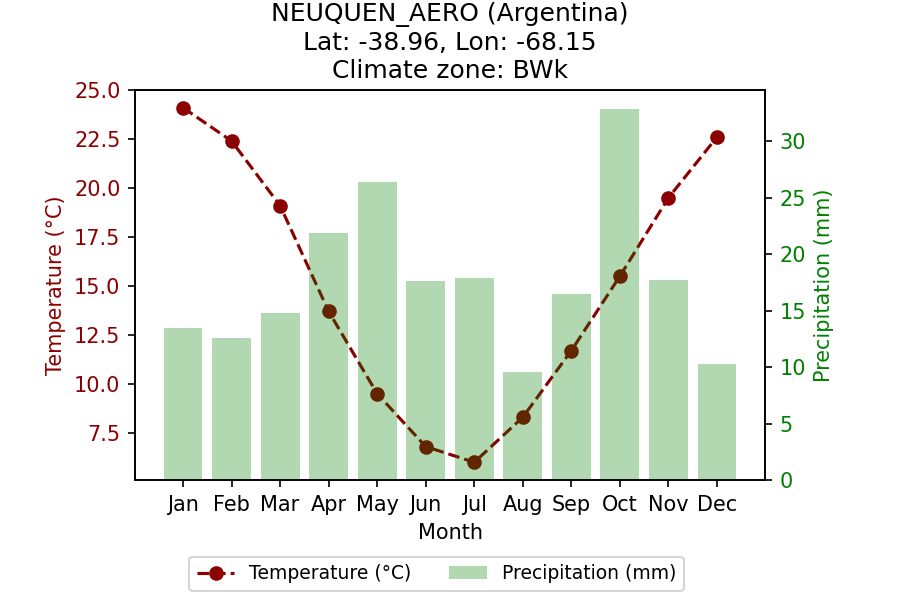 NEUQUEN_AERO (Argentina)
Lat: -38.96, Lon: -68.15
Climate zone: BWk
25.0
22.5
20.0
17.5
15.0
12.5
10.0
7.5
Temperature (°C)
30
25
20
15
10
5
0
Precipitation (mm)
Jan Feb Mar Apr May Jun Jul Aug Sep Oct Nov Dec
Month
Temperature (°C) Precipitation (mm)